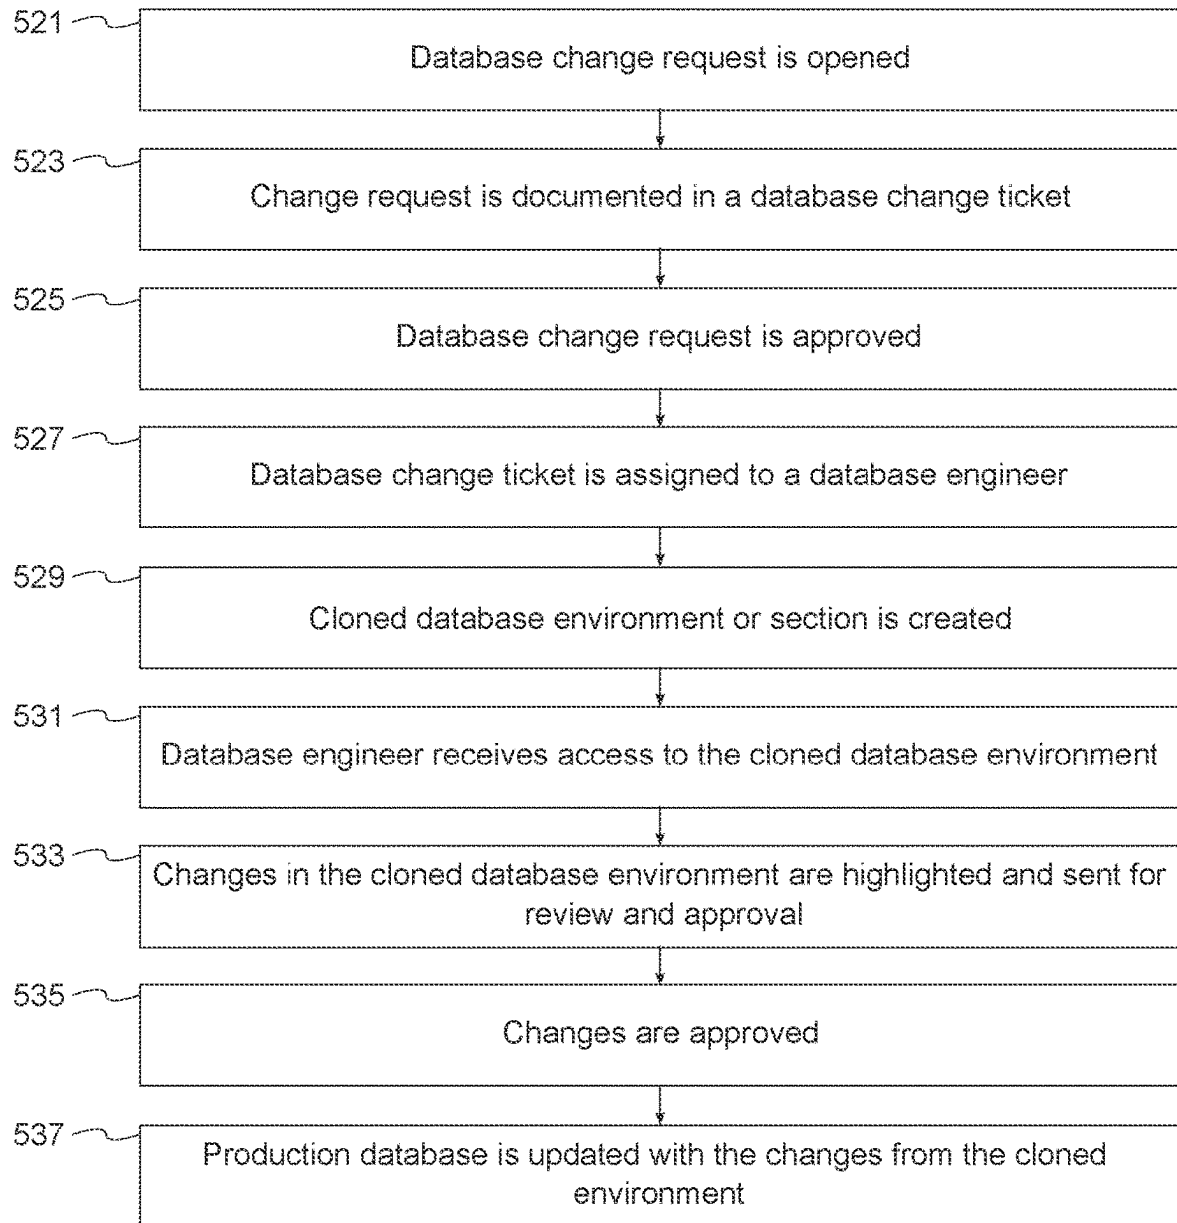 521
Database change request is opened
523
Change request is documented in a database change ticket
525
Database change request is approved
527
Database change ticket is assigned to a database engineer
529
Cloned database environment or section is created
531
Database engineer receives access to the cloned database environment
533
Changes in the cloned database environment are highlighted and sent for
review and approval
535
Changes are approved
537
Production database is updated with the changes from the cloned
environment